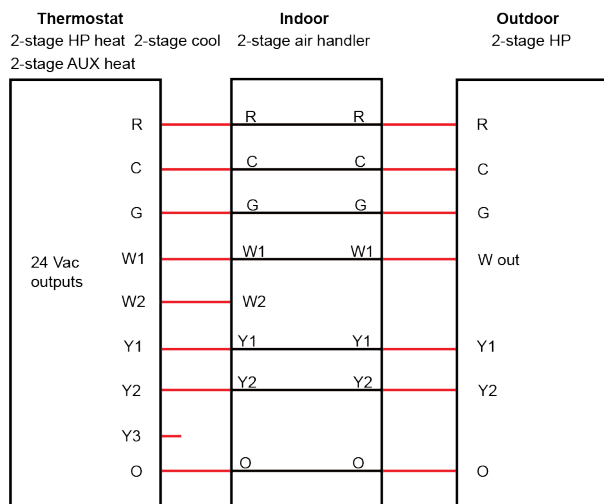 Thermostat Indoor Outdoor
2-stage HP heat 2-stage cool 2-stage air handler 2-stage HP
2-stage AUX heat
R R R R
C C C C
G G G G
W1 W1 W1 W out
24 Vac
outputs
W2 W2
Y1 Y1 Y1 Y1
Y2 Y2 Y2 Y2
Y3
O O O O